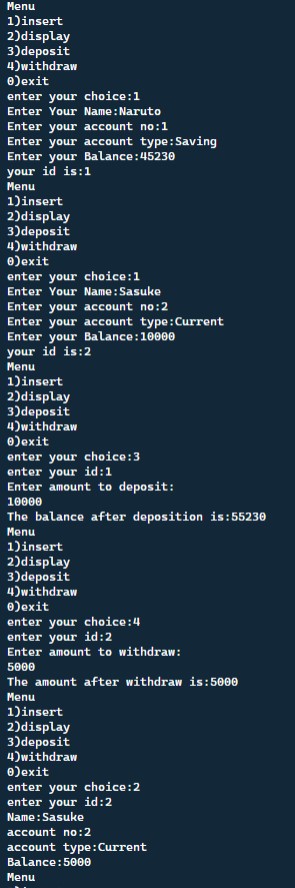 Menu
1)insert
2)display
3)deposit
4)withdraw
0)exit
enter your choice:1
Enter Your Name:Naruto
Enter your account no:1
Enter your account type:Saving
Enter your Balance:45230
your id is:1
Menu
1)insert
2)display
3)deposit
4)withdraw
0)exit
enter your choice:1
Enter Your Name:Sasuke
Enter your account no:2
Enter your account type:Current
Enter your Balance:10000
your id is:2
Menu
1)insert
2)display
3)deposit
4)withdraw
0)exit
enter your choice:3
enter your id:1
Enter amount to deposit:
10000
The balance after deposition is:55230
Menu
1)insert
2)display
3)deposit
4)withdraw
0)exit
enter your choice:4
enter your id:2
Enter amount to withdraw:
5000
The amount after withdraw is:5000
Menu
1)insert
2)display
3)deposit
4)withdraw
0)exit
enter your choice:2
enter your id:2
Name:Sasuke
account no:2
account type:Current
Balance:5000
Menu